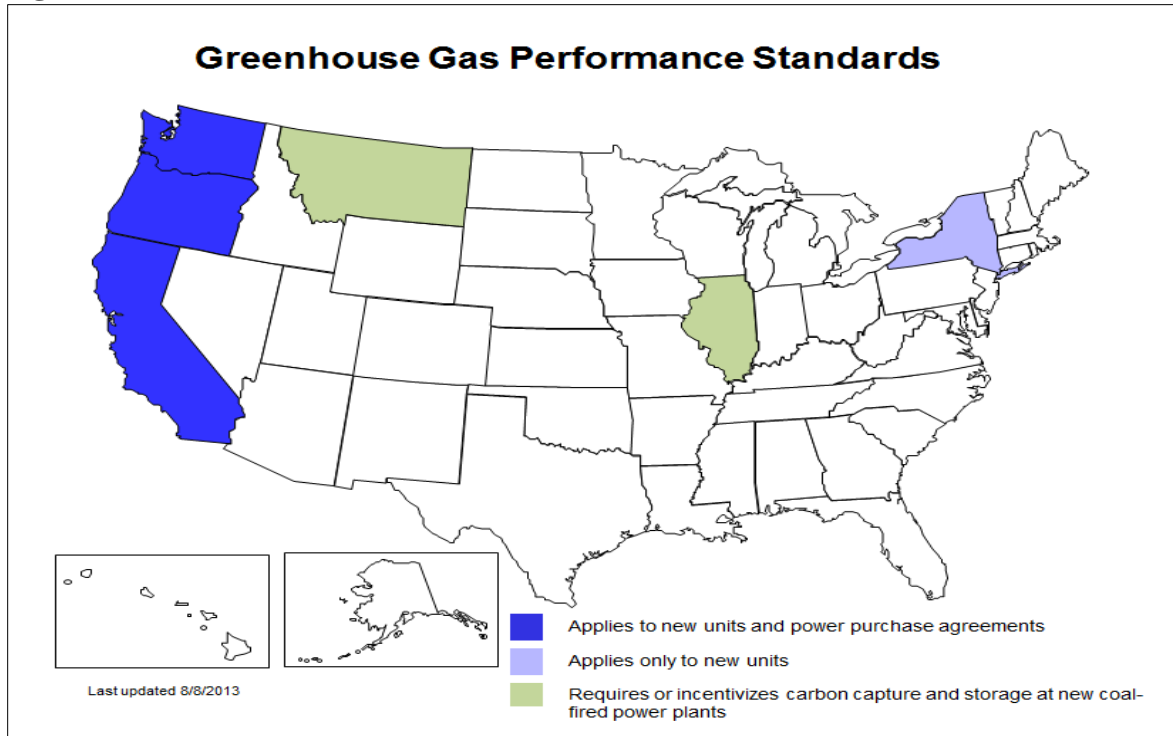 Greenhouse Gas Performance Standards
Applies to new units and power purchase agreements
Applies only to new units
Requires or incentivizes carbon capture and storage at new coal-
fired power plants
Last updated 8/8/2013